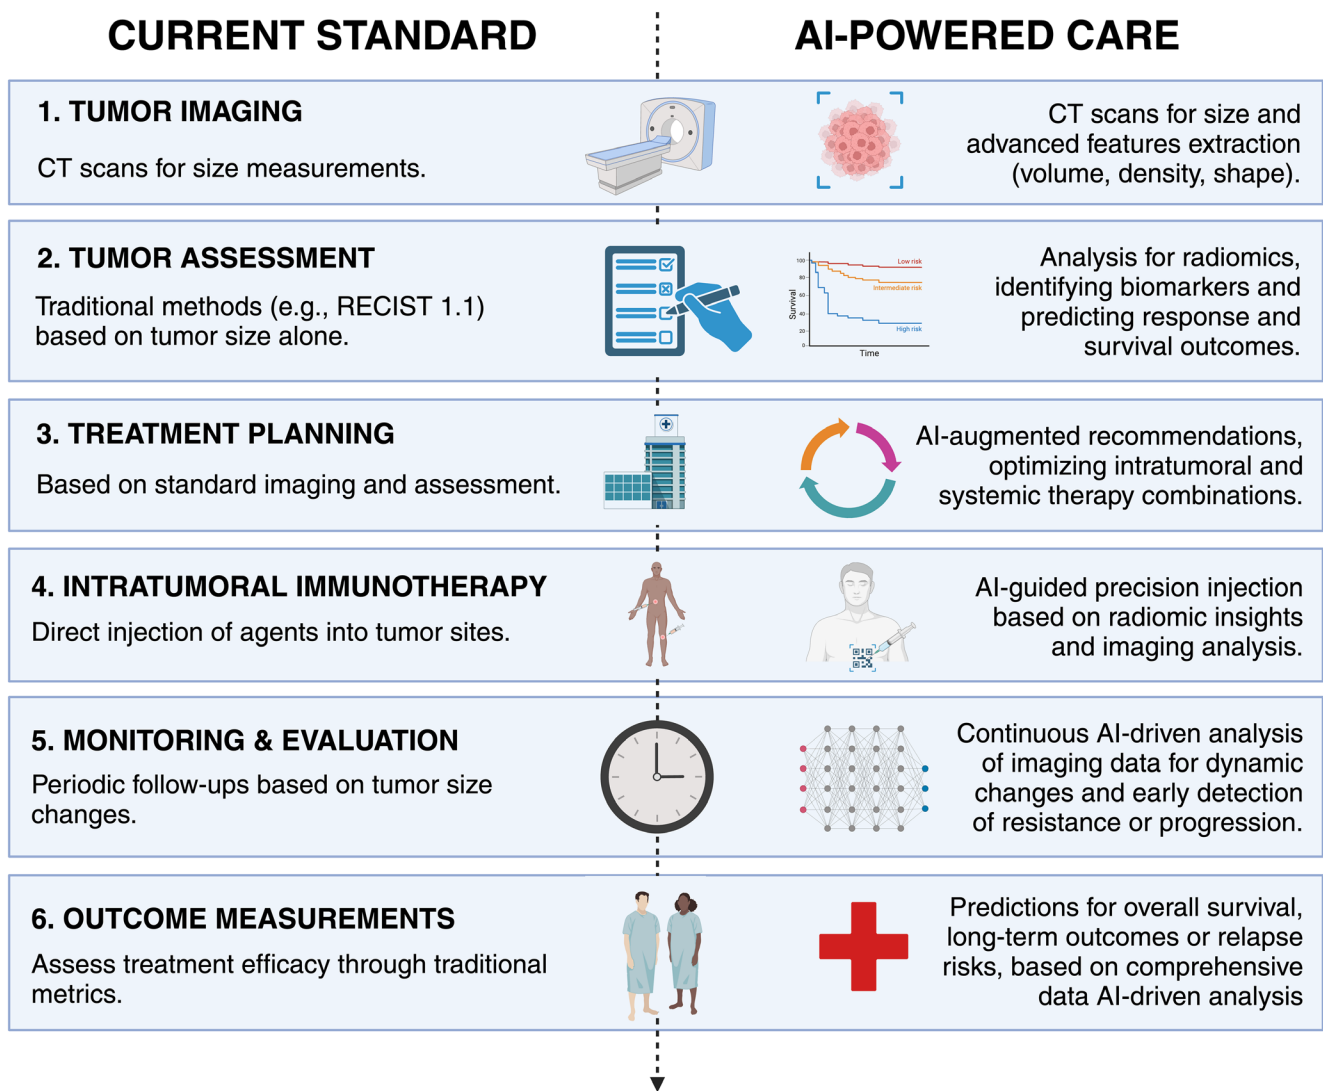 CURRENT STANDARD
AI-POWERED CARE
1. TUMOR IMAGING
CT scans for size measurements.
CT scans for size and
advanced features extraction
(volume, density, shape).
2. TUMOR ASSESSMENT
Traditional methods (e.g., RECIST 1.1)
based on tumor size alone.
Survival
100
80
60
40
20
0
Low risk
Intermediate risk
High risk
Time
Analysis for radiomics,
identifying biomarkers and
predicting response and
survival outcomes.
3. TREATMENT PLANNING
Based on standard imaging and assessment.
AI-augmented recommendations,
optimizing intratumoral and
systemic therapy combinations.
4. INTRATUMORAL IMMUNOTHERAPY
Direct injection of agents into tumor sites.
AI-guided precision injection
based on radiomic insights
and imaging analysis.
5. MONITORING & EVALUATION
Periodic follow-ups based on tumor size
changes.
Continuous AI-driven analysis
of imaging data for dynamic
changes and early detection
of resistance or progression.
6. OUTCOME MEASUREMENTS
Assess treatment efficacy through traditional
metrics.
Predictions for overall survival,
long-term outcomes or relapse
risks, based on comprehensive
data AI-driven analysis